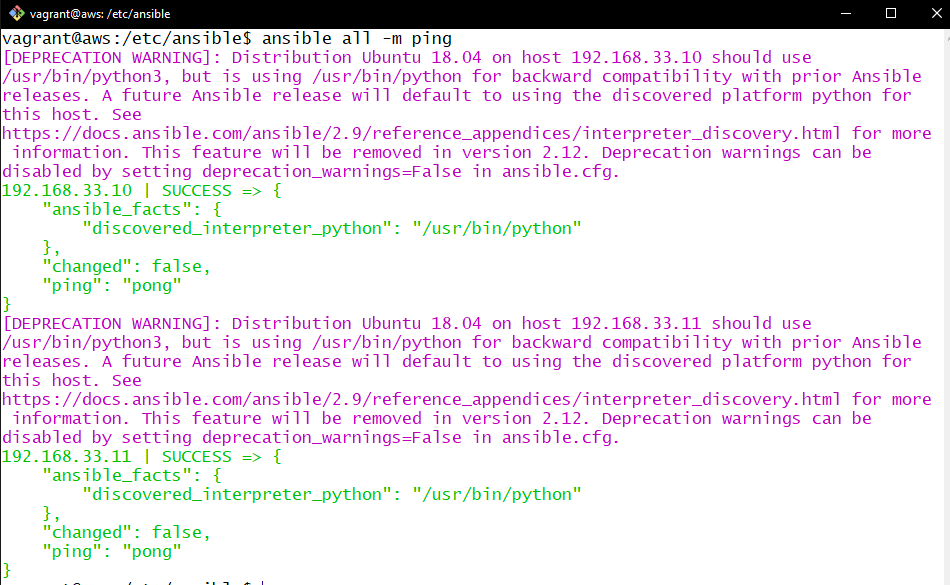 vagrant@aws: /etc/ansible
vagrant@aws:/etc/ansible$ ansible all -m ping
[DEPRECATION WARNING]: Distribution Ubuntu 18.04 on host 192.168.33.10 should use
/usr/bin/python3, but is using /usr/bin/python for backward compatibility with prior Ansible
releases. A future Ansible release will default to using the discovered platform python for
this host. See
https://docs.ansible.com/ansible/2.9/reference_appendices/interpreter_discovery.html for more
 information. This feature will be removed in version 2.12. Deprecation warnings can be
disabled by setting deprecation_warnings=False in ansible.cfg.
192.168.33.10 | SUCCESS => {
    "ansible_facts": {
        "discovered_interpreter_python": "/usr/bin/python"
    },
    "changed": false,
    "ping": "pong"
}
[DEPRECATION WARNING]: Distribution Ubuntu 18.04 on host 192.168.33.11 should use
/usr/bin/python3, but is using /usr/bin/python for backward compatibility with prior Ansible
releases. A future Ansible release will default to using the discovered platform python for
this host. See
https://docs.ansible.com/ansible/2.9/reference_appendices/interpreter_discovery.html for more
 information. This feature will be removed in version 2.12. Deprecation warnings can be
disabled by setting deprecation_warnings=False in ansible.cfg.
192.168.33.11 | SUCCESS => {
    "ansible_facts": {
        "discovered_interpreter_python": "/usr/bin/python"
    },
    "changed": false,
    "ping": "pong"
}